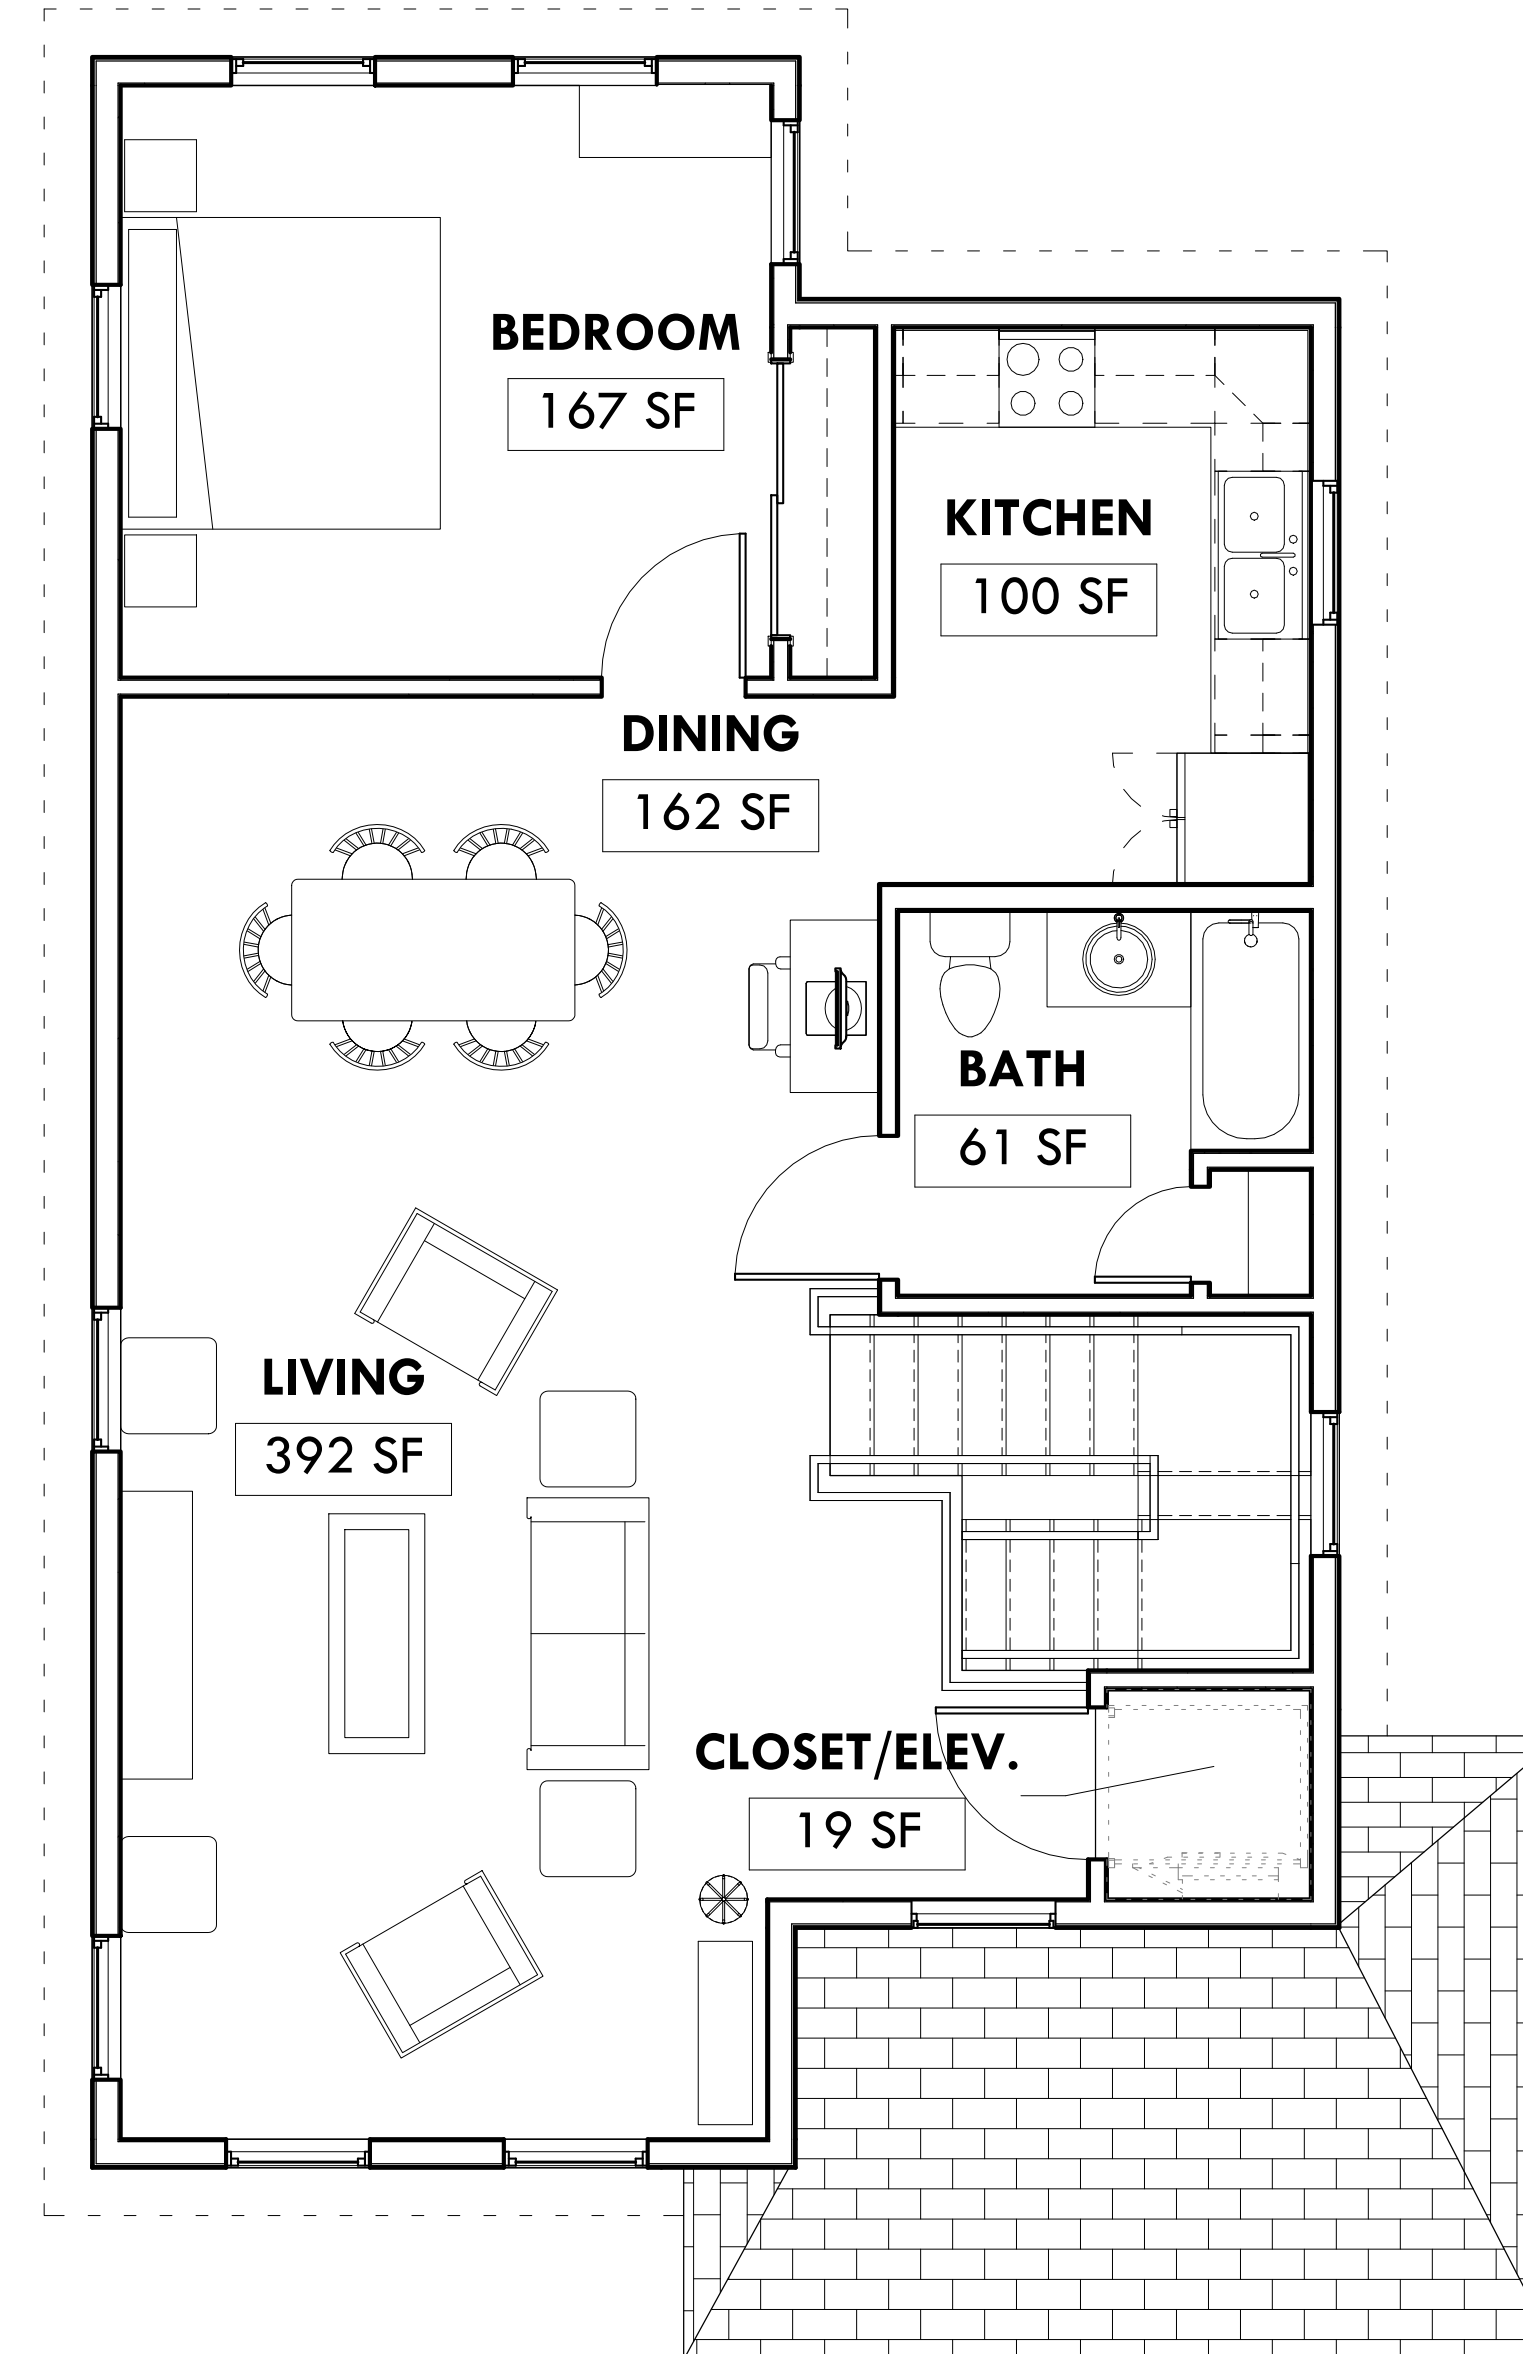 BEDROOM
167 SF
KITCHEN
100 SF
DINING
162 SF
BATH
61 SF
LIVING
392 SF
CLOSET/ELEV.
19 SF